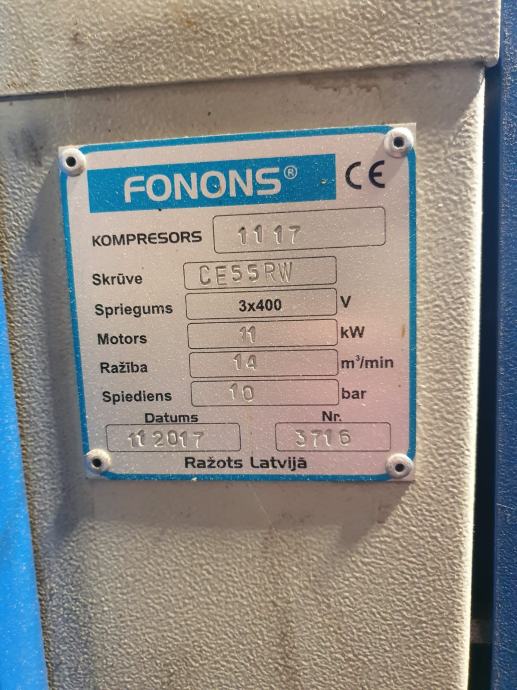 FONONS® CE
KOMPRESORS 1117
Skrūve CE55RW
Spriegums 3x400 V
Motors 11 kW
Ražība 14 m³/min
Spiediens 10 bar
Datums Nr.
11 2017 3716
Ražots Latvijā